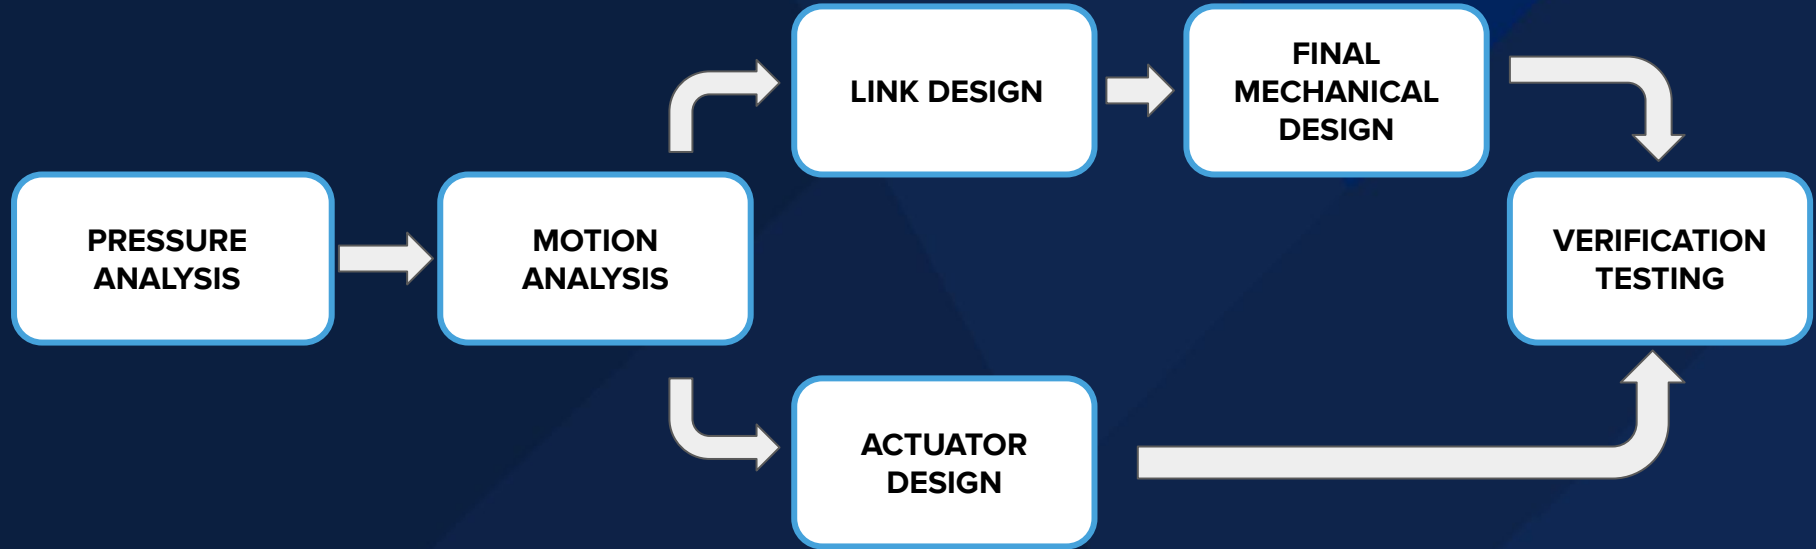 PRESSURE
ANALYSIS
MOTION
ANALYSIS
LINK DESIGN
FINAL
MECHANICAL
DESIGN
ACTUATOR
DESIGN
VERIFICATION
TESTING